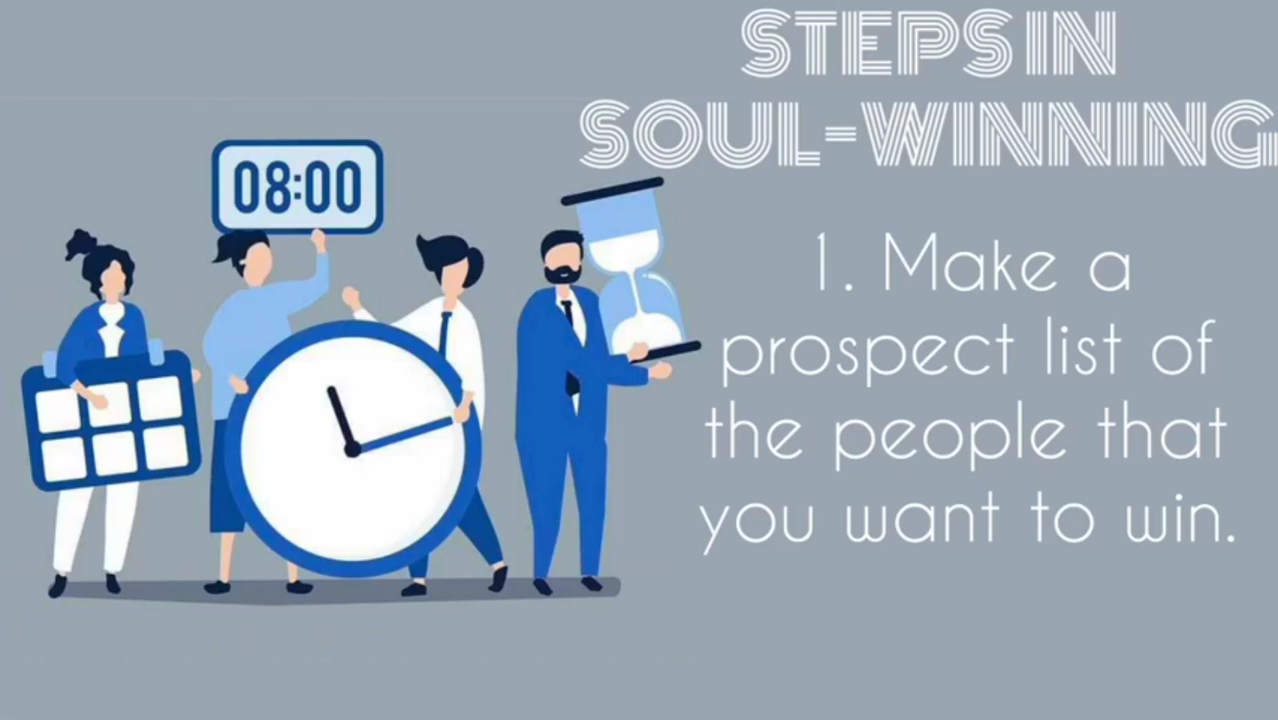 STEPS IN
SOUL-WINNING
08:00
1. Make a
prospect list of
the people that
you want to win.